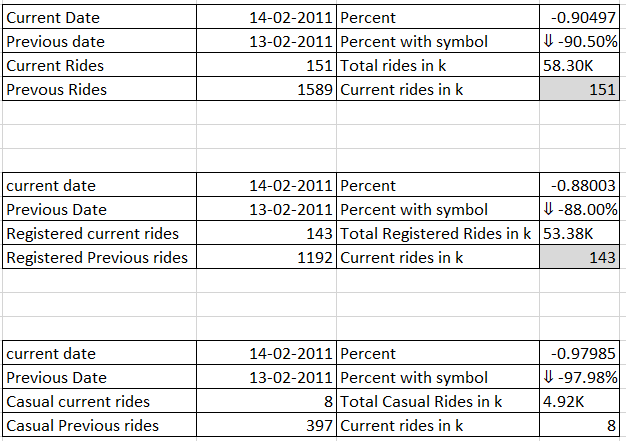 Current Date 14-02-2011 Percent -0.90497
Previous date 13-02-2011 Percent with symbol ⇓ -90.50%
Current Rides 151 Total rides in k 58.30K
Prevous Rides 1589 Current rides in k 151
current date 14-02-2011 Percent -0.88003
Previous Date 13-02-2011 Percent with symbol ⇓ -88.00%
Registered current rides 143 Total Registered Rides in k 53.38K
Registered Previous rides 1192 Current rides in k 143
current date 14-02-2011 Percent -0.97985
Previous Date 13-02-2011 Percent with symbol ⇓ -97.98%
Casual current rides 8 Total Casual Rides in k 4.92K
Casual Previous rides 397 Current rides in k 8